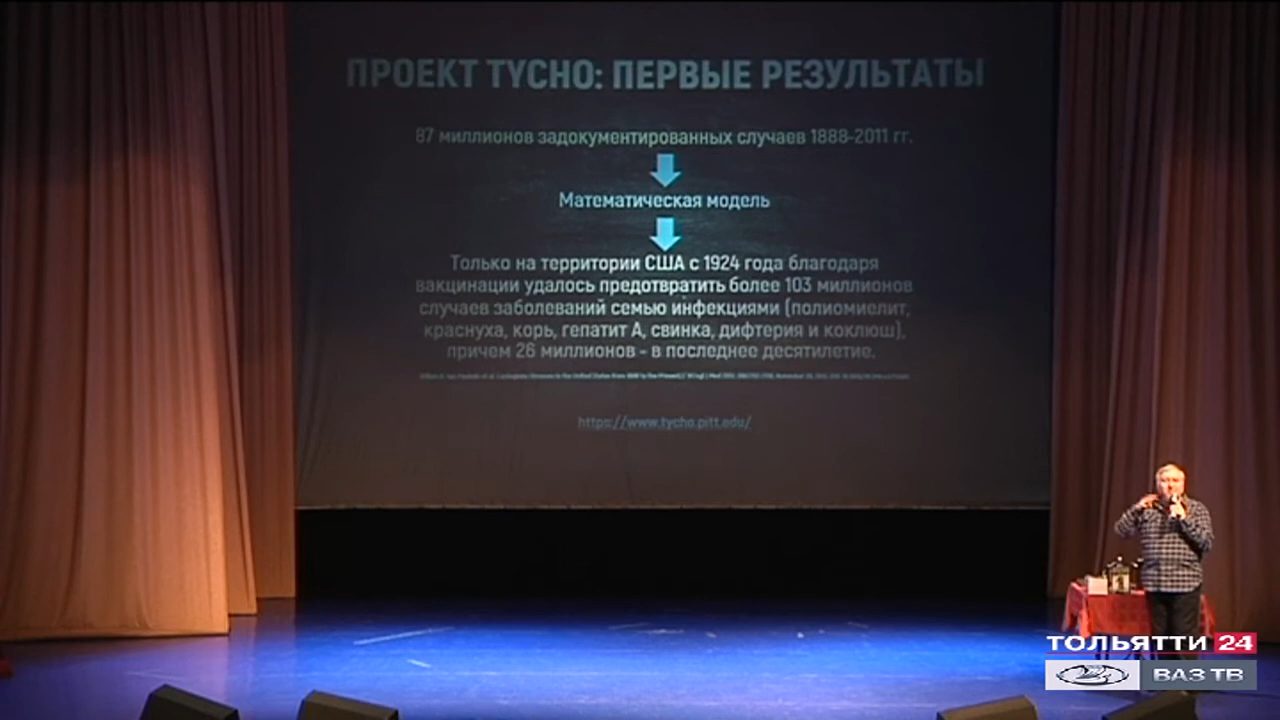 ПРОЕКТ TYCHO: ПЕРВЫЕ РЕЗУЛЬТАТЫ
87 миллионов задокументированных случаев 1888-2011 гг.
Математическая модель
Только на территории США с 1924 года благодаря
вакцинации удалось предотвратить более 103 миллионов
случаев заболеваний семью инфекциями (полиомиелит,
краснуха, корь, гепатит А, свинка, дифтерия и коклюш),
причем 26 миллионов - в последнее десятилетие.
https://www.tycho.pitt.edu/
ТОЛЬЯТТИ 24
ВАЗ ТВ